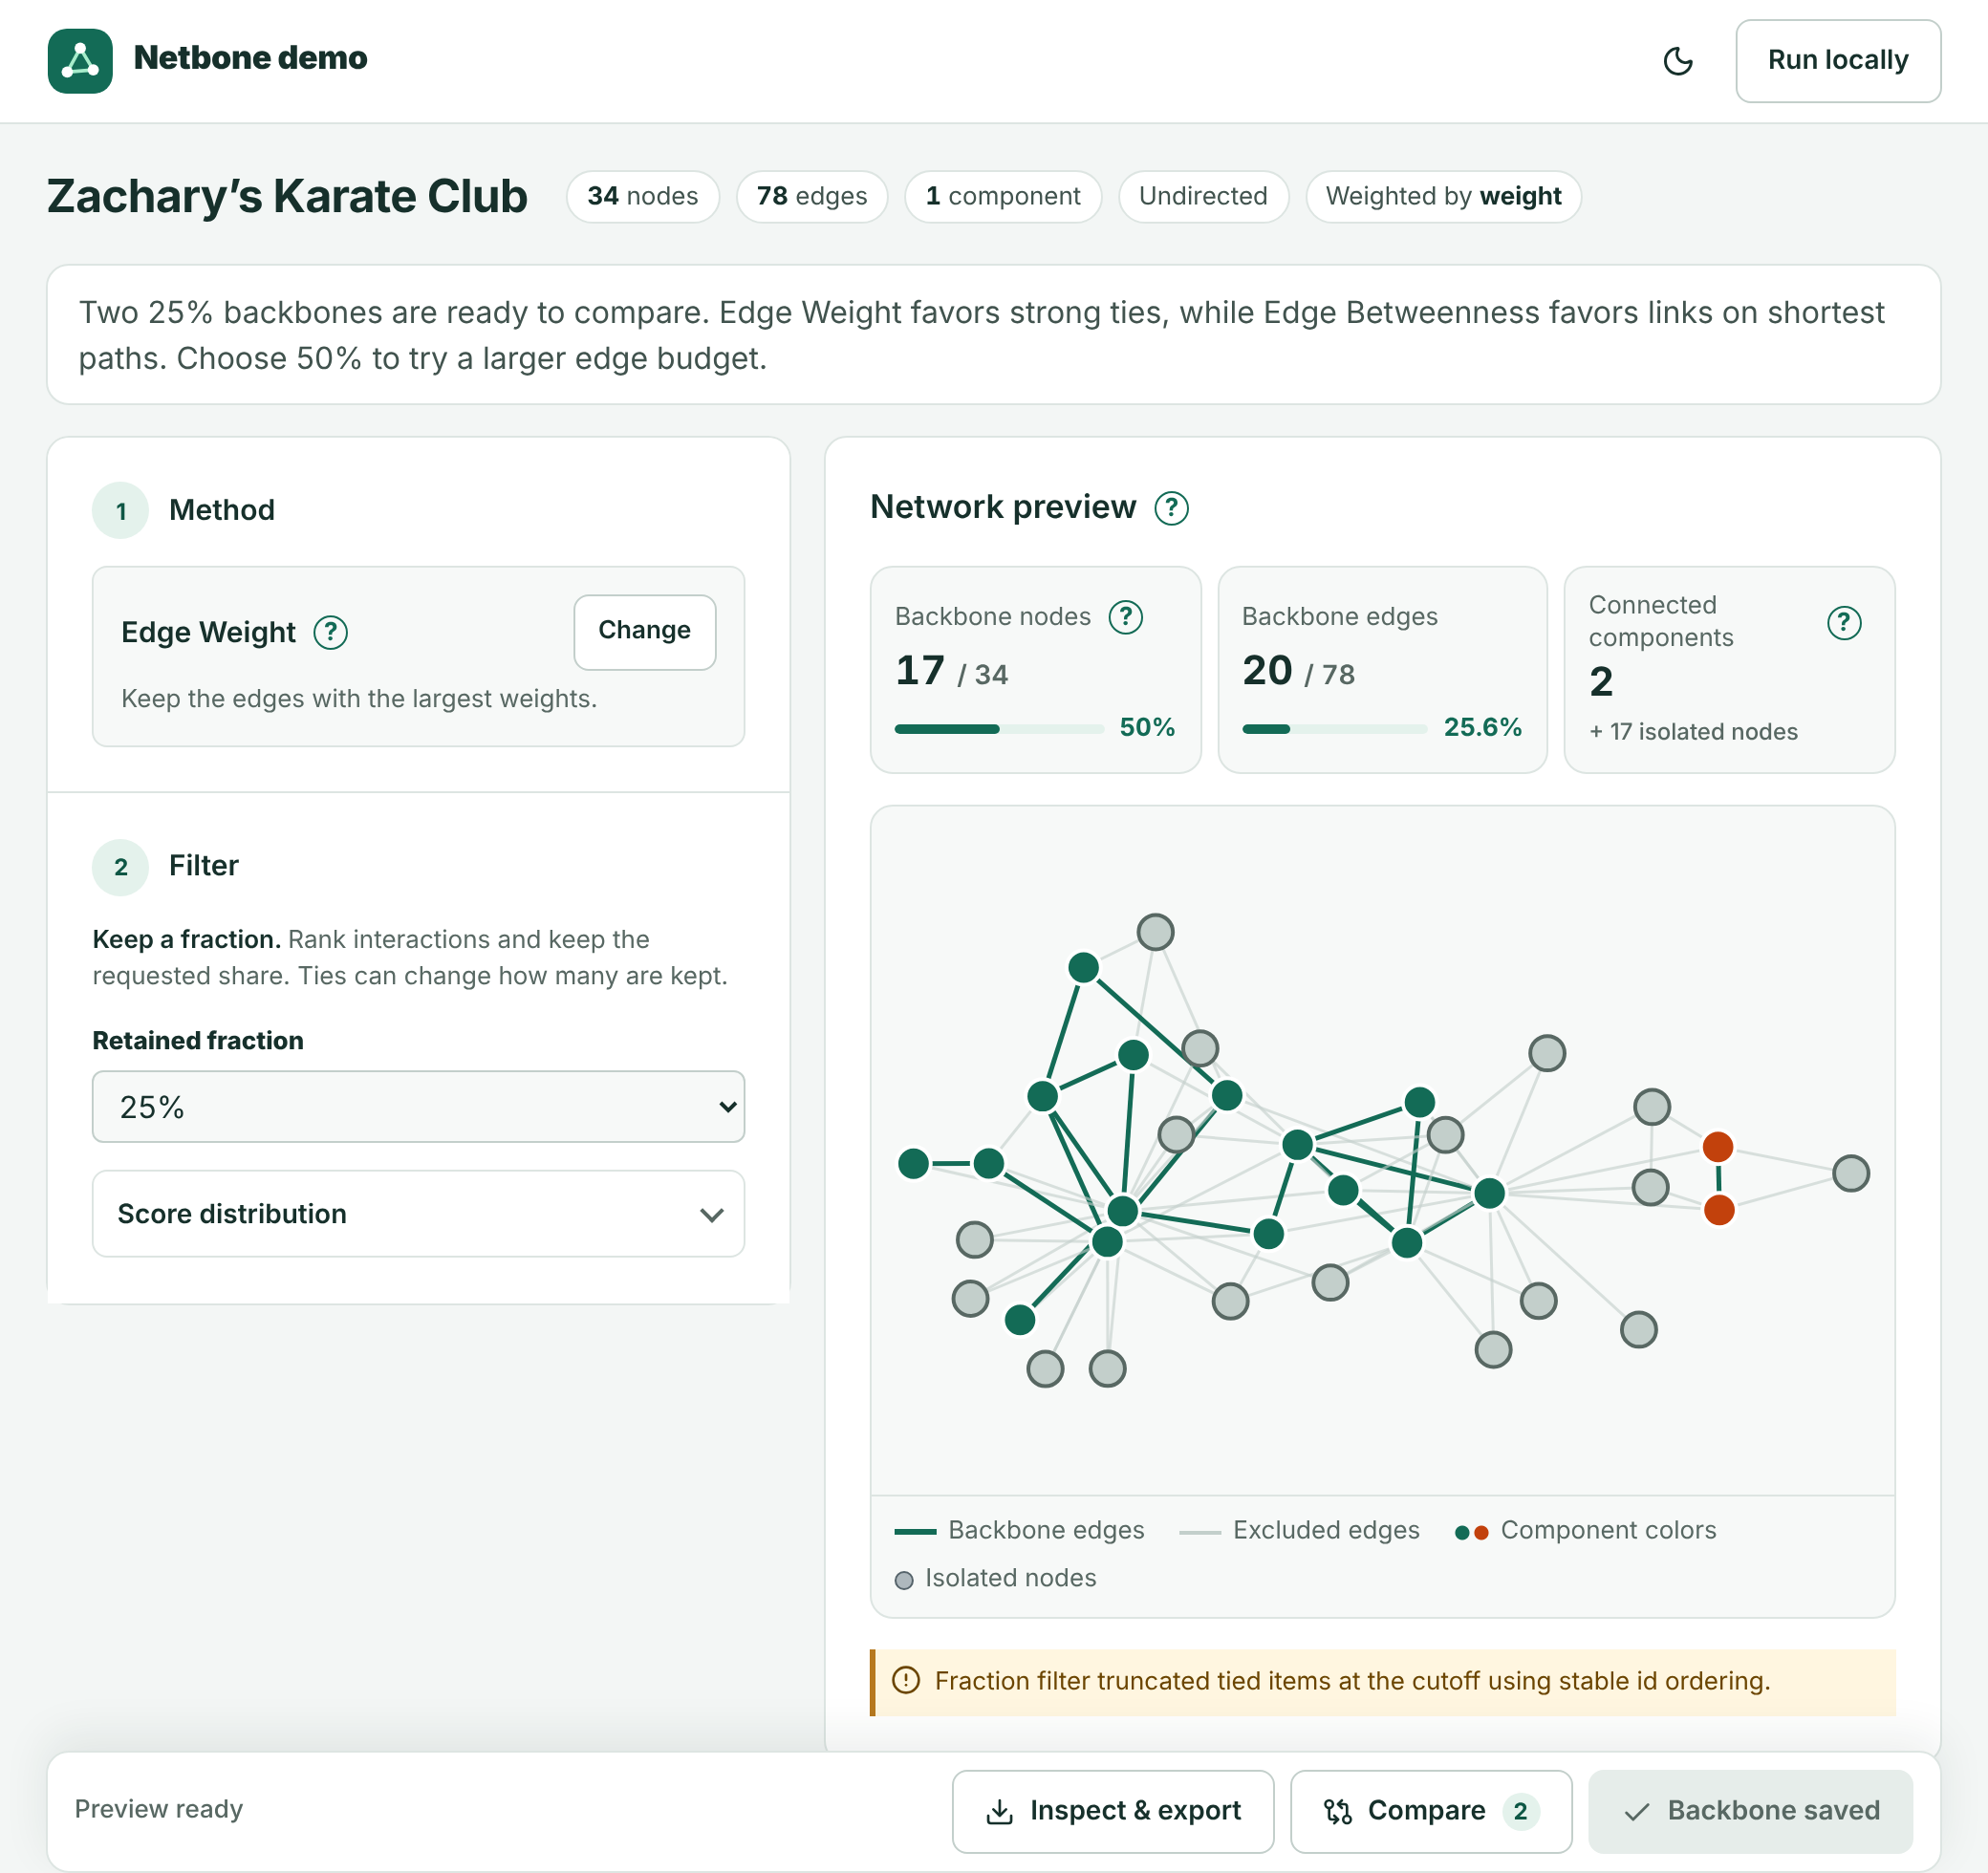 Netbone demo
Run locally
Zachary’s Karate Club
34 nodes
78 edges
1 component
Undirected
Weighted by weight
Two 25% backbones are ready to compare. Edge Weight favors strong ties, while Edge Betweenness favors links on shortest
paths. Choose 50% to try a larger edge budget.
1 Method
Edge Weight ?
Change
Keep the edges with the largest weights.
2 Filter
Keep a fraction. Rank interactions and keep the
requested share. Ties can change how many are kept.
Retained fraction
25%
Score distribution
Network preview ?
Backbone nodes ?
17 / 34
50%
Backbone edges
20 / 78
25.6%
Connected
components ?
2
+ 17 isolated nodes
Backbone edges
Excluded edges
Component colors
Isolated nodes
Fraction filter truncated tied items at the cutoff using stable id ordering.
Preview ready
Inspect & export
Compare 2
Backbone saved